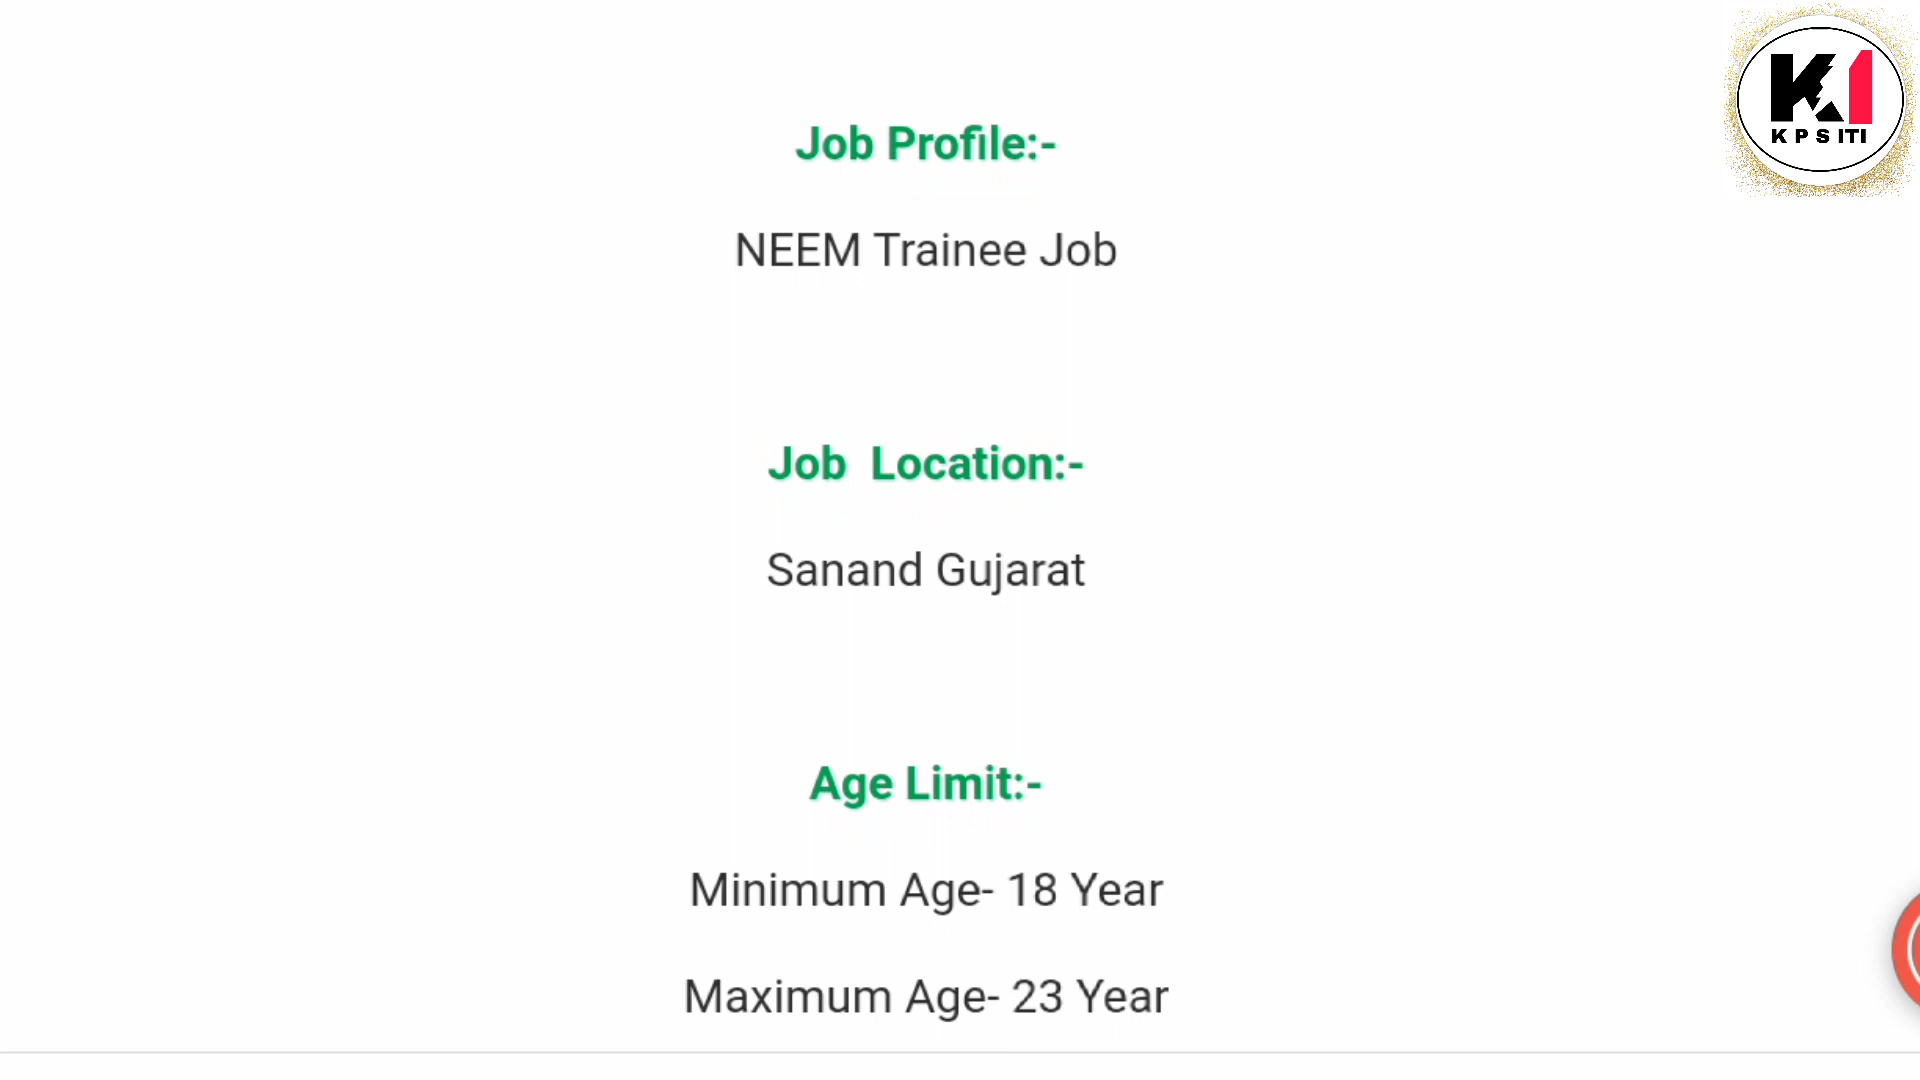 K1
K P S ITI
Job Profile:-
NEEM Trainee Job
Job  Location:-
Sanand Gujarat
Age Limit:-
Minimum Age- 18 Year
Maximum Age- 23 Year